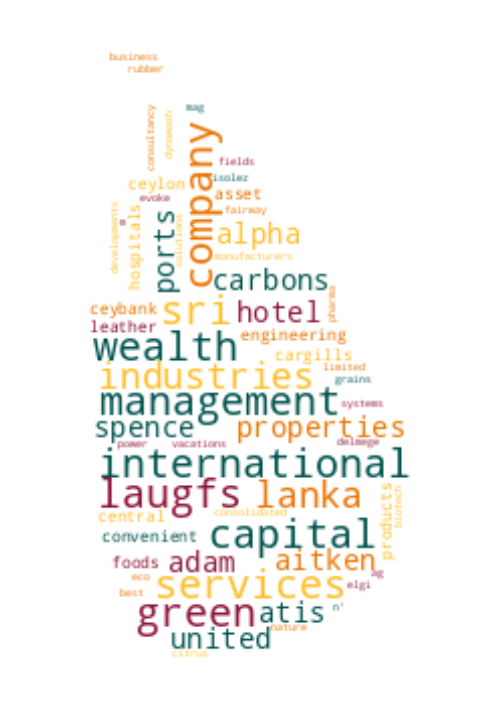 business
rubber
mag
consultancy
dynawash
company
fields
isolez
ceylon
asset
evoke
fairway
hospitals
developments
ports
solutions
alpha
manufacturers
carbons
pharma
ceybank
sri
hotel
leather
engineering
wealth
cargills
industries
limited
grains
management
systems
spence
properties
power
vacations
delmege
international
laugfs
lanka
products
biotech
central
consolidated
capital
convenient
foods
adam
aitken
eco
services
ag
elgi
best
green
atis
n'
nature
united
citrus